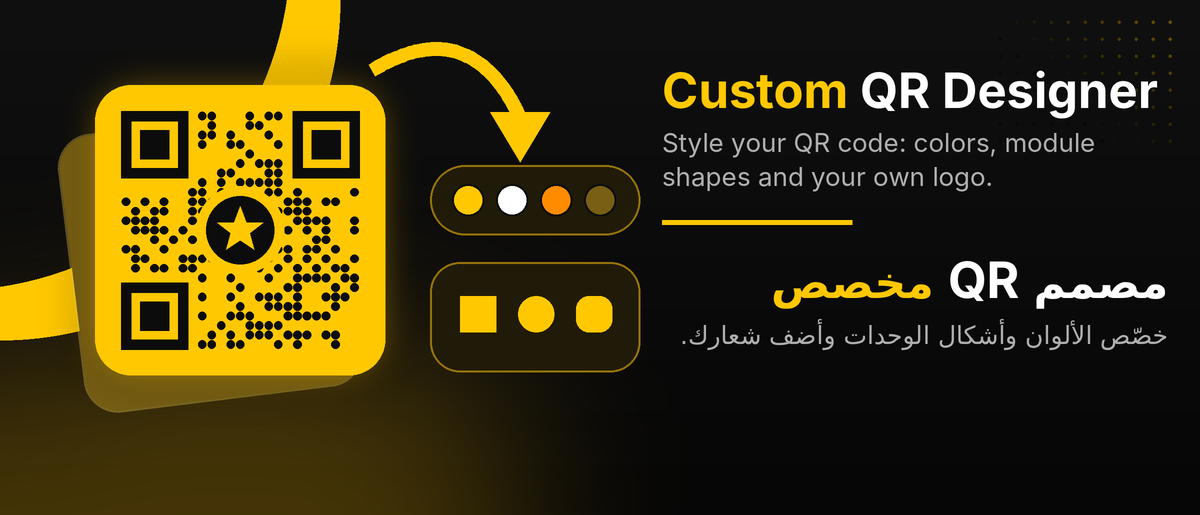 Custom QR Designer
Style your QR code: colors, module
shapes and your own logo.
مصمم QR مخصص
خصّص الألوان وأشكال الوحدات وأضف شعارك.